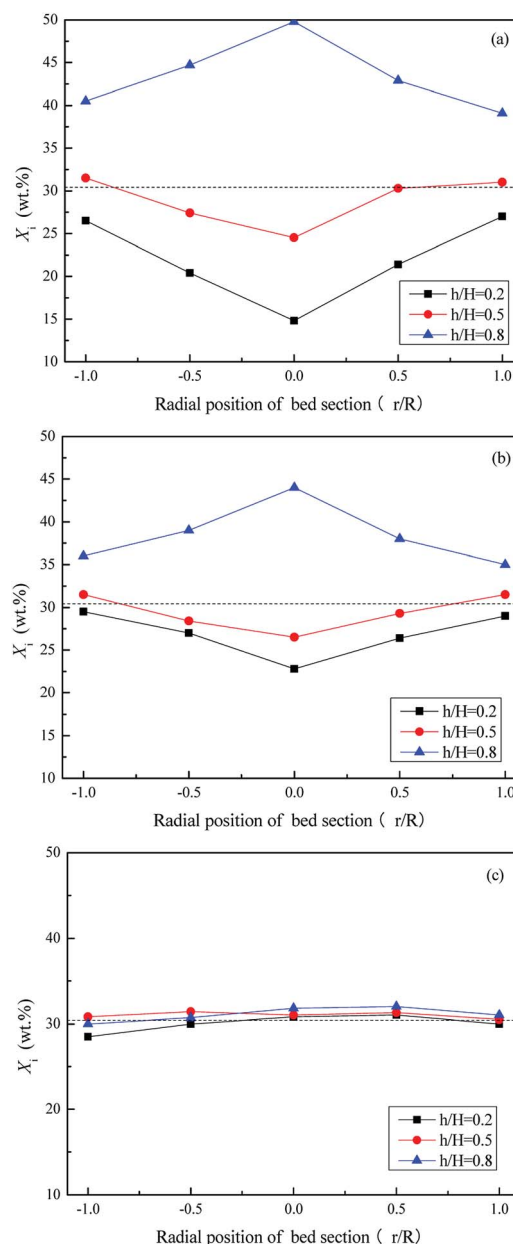 (a)
50
45
40
35
30
25
20
15
10
X_i (wt.%)
-1.0 -0.5 0.0 0.5 1.0
Radial position of bed section ( r/R)
h/H=0.2
h/H=0.5
h/H=0.8
(b)
50
45
40
35
30
25
20
15
10
X_i (wt.%)
-1.0 -0.5 0.0 0.5 1.0
Radial position of bed section ( r/R)
h/H=0.2
h/H=0.5
h/H=0.8
(c)
50
40
30
20
10
X_i (wt.%)
-1.0 -0.5 0.0 0.5 1.0
Radial position of bed section ( r/R)
h/H=0.2
h/H=0.5
h/H=0.8